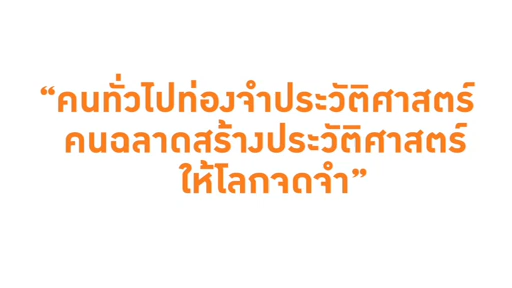 “คนทั่วไปท่องจำประวัติศาสตร์
คนฉลาดสร้างประวัติศาสตร์
ให้โลกจดจำ”